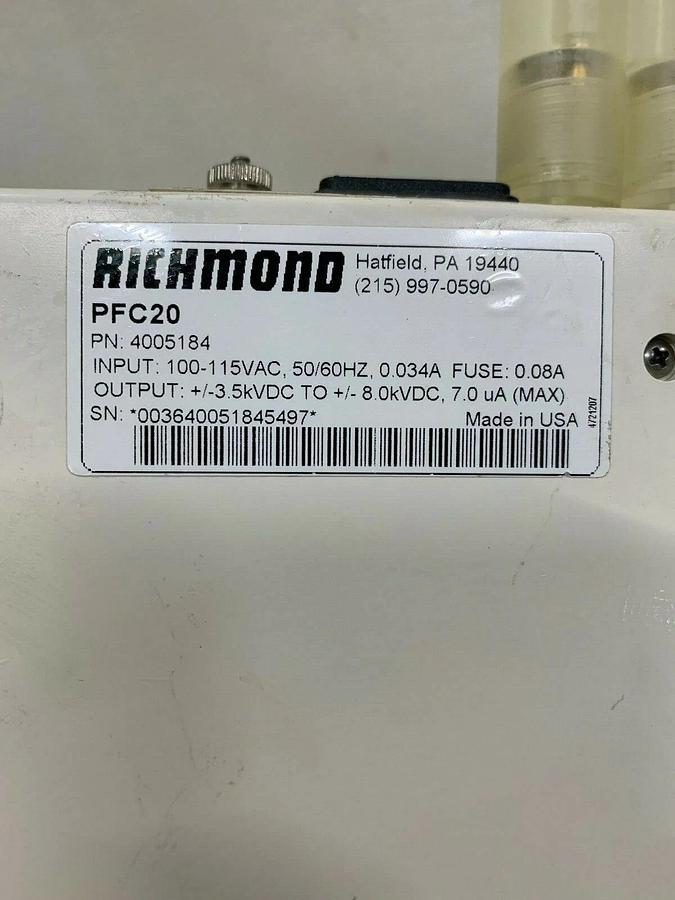 RICHMOND
Hatfield, PA 19440
(215) 997-0590
PFC20
PN: 4005184
INPUT: 100-115VAC, 50/60HZ, 0.034A FUSE: 0.08A
OUTPUT: +/-3.5kVDC TO +/- 8.0kVDC, 7.0 uA (MAX)
SN: *003640051845497*
Made in USA
4721207